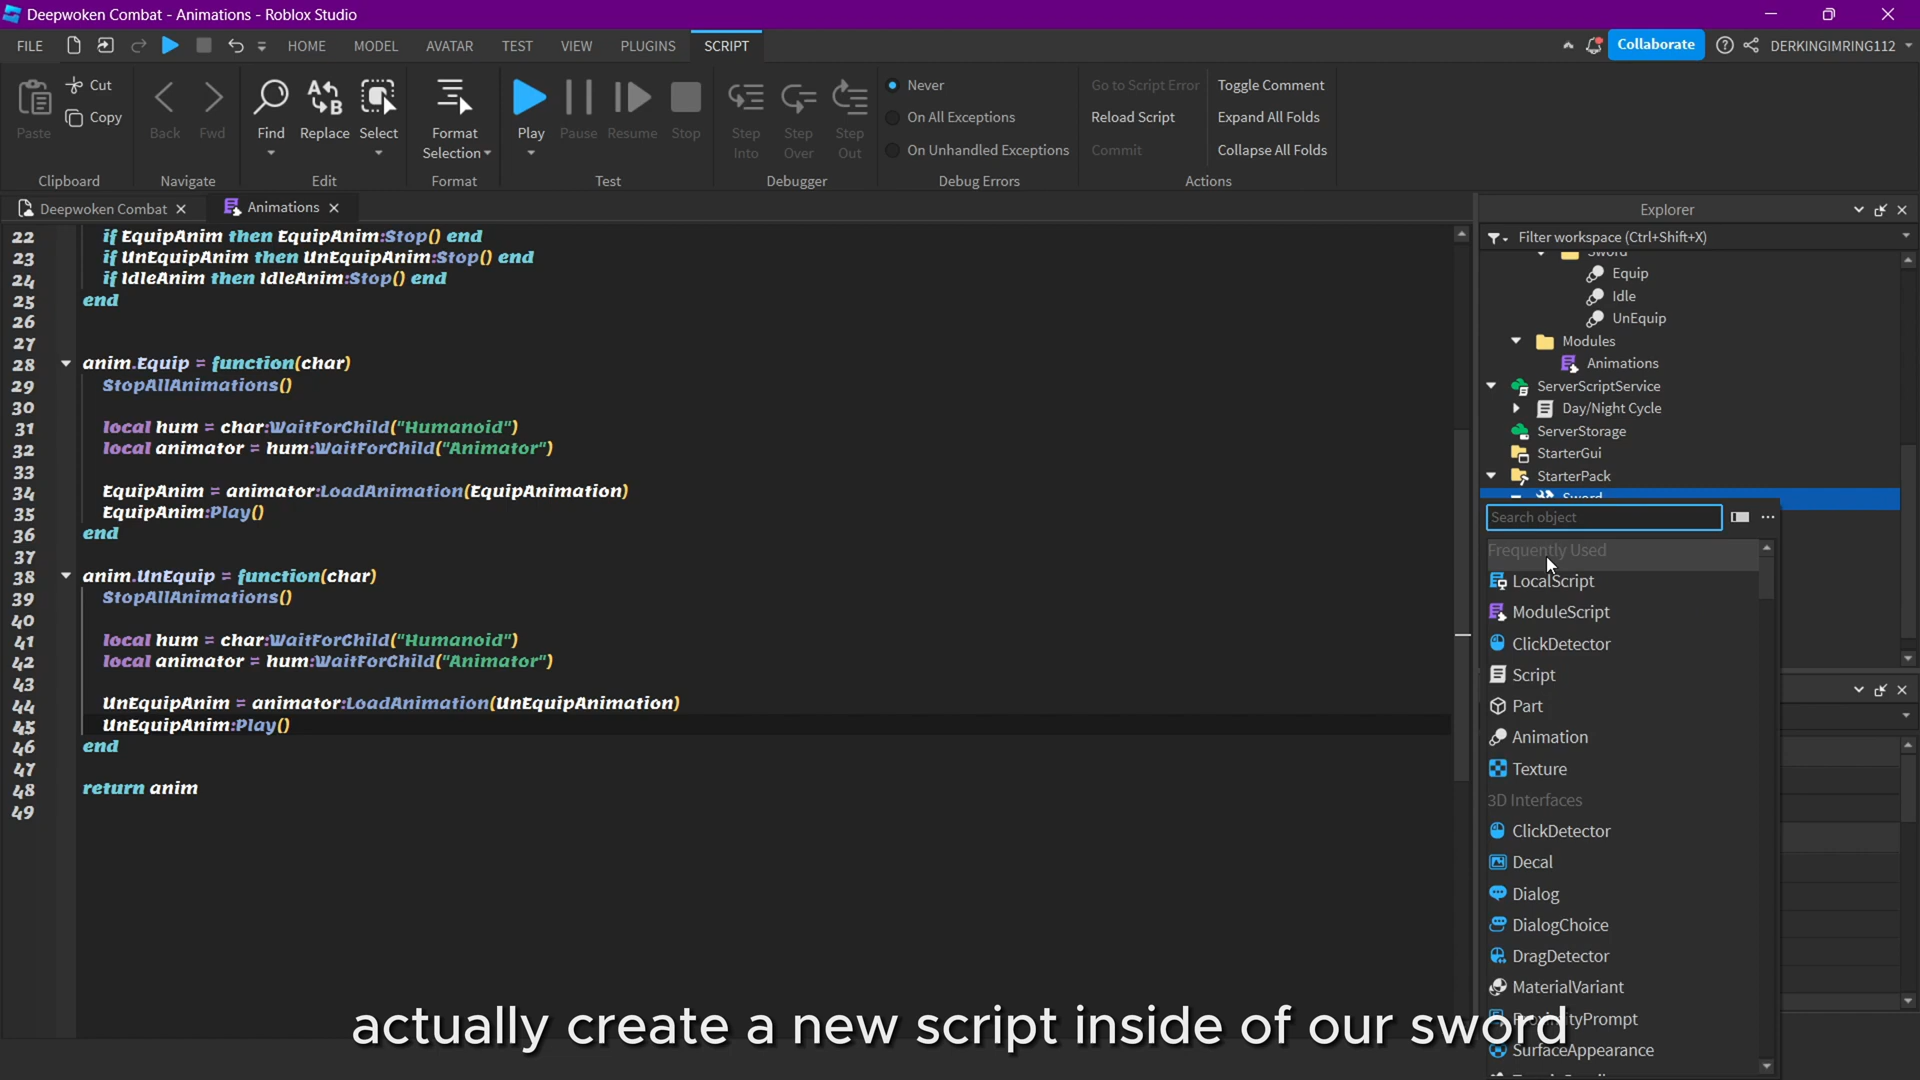 Deepwoken Combat - Animations - Roblox Studio
FILE HOME MODEL AVATAR TEST VIEW PLUGINS SCRIPT Collaborate DERKINGIMRING112
Paste Cut Copy
Back Fwd
Find Replace Select
Format Selection
Play Pause Resume Stop
Step Into Step Over Step Out
Never
On All Exceptions
On Unhandled Exceptions
Go to Script Error
Reload Script
Commit
Toggle Comment
Expand All Folds
Collapse All Folds
Clipboard Navigate Edit Format Test Debugger Debug Errors Actions
Deepwoken Combat Animations
22 if EquipAnim then EquipAnim:Stop() end
23 if UnEquipAnim then UnEquipAnim:Stop() end
24 if IdleAnim then IdleAnim:Stop() end
25 end
26
27
28 anim.Equip = function(char)
29 StopAllAnimations()
30
31 local hum = char:WaitForChild("Humanoid")
32 local animator = hum:WaitForChild("Animator")
33
34 EquipAnim = animator:LoadAnimation(EquipAnimation)
35 EquipAnim:Play()
36 end
37
38 anim.UnEquip = function(char)
39 StopAllAnimations()
40
41 local hum = char:WaitForChild("Humanoid")
42 local animator = hum:WaitForChild("Animator")
43
44 UnEquipAnim = animator:LoadAnimation(UnEquipAnimation)
45 UnEquipAnim:Play()
46 end
47
48 return anim
49
Explorer
Filter workspace (Ctrl+Shift+X)
Sword
Equip
Idle
UnEquip
Modules
Animations
ServerScriptService
Day/Night Cycle
ServerStorage
StarterGui
StarterPack
Sword
Search object
Frequently Used
LocalScript
ModuleScript
ClickDetector
Script
Part
Animation
Texture
3D Interfaces
ClickDetector
Decal
Dialog
DialogChoice
DragDetector
MaterialVariant
ProximityPrompt
SurfaceAppearance
actually create a new script inside of our sword